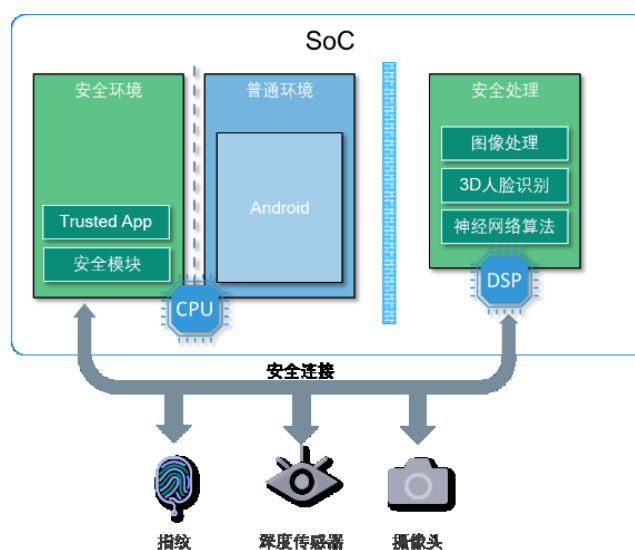 SoC
安全环境
普通环境
安全处理
图像处理
3D人脸识别
神经网络算法
Android
Trusted App
安全模块
CPU
DSP
安全连接
指纹
深度传感器
摄像头